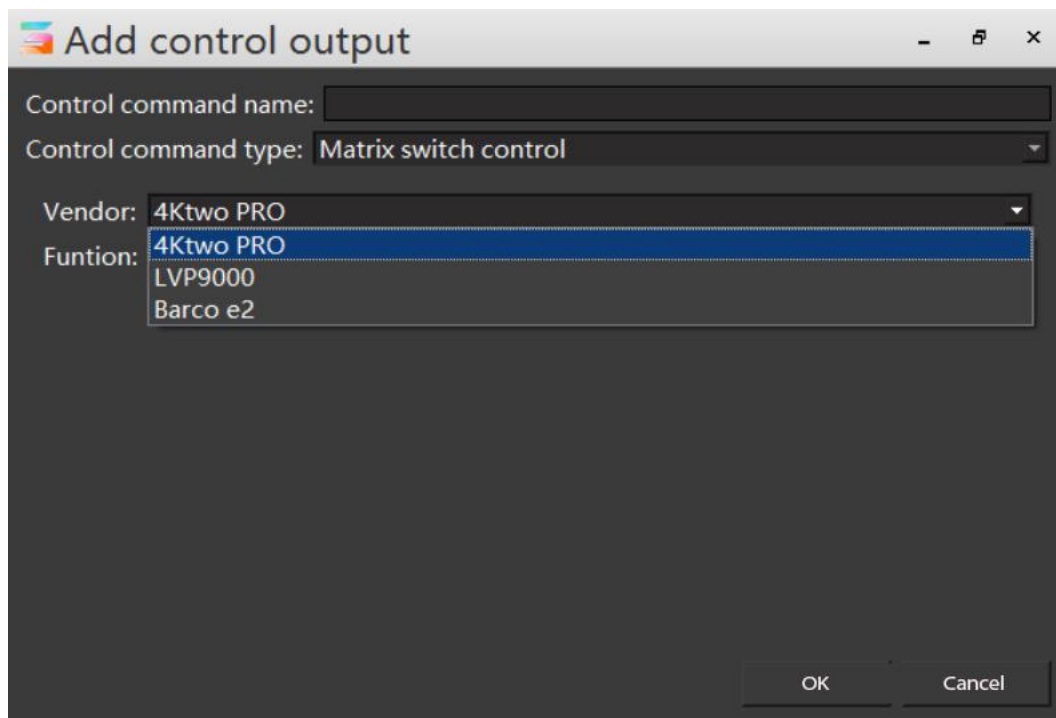 Add control output
Control command name:
Control command type: Matrix switch control
Vendor: 4Ktwo PRO
Funtion: 4Ktwo PRO
LVP9000
Barco e2
OK Cancel